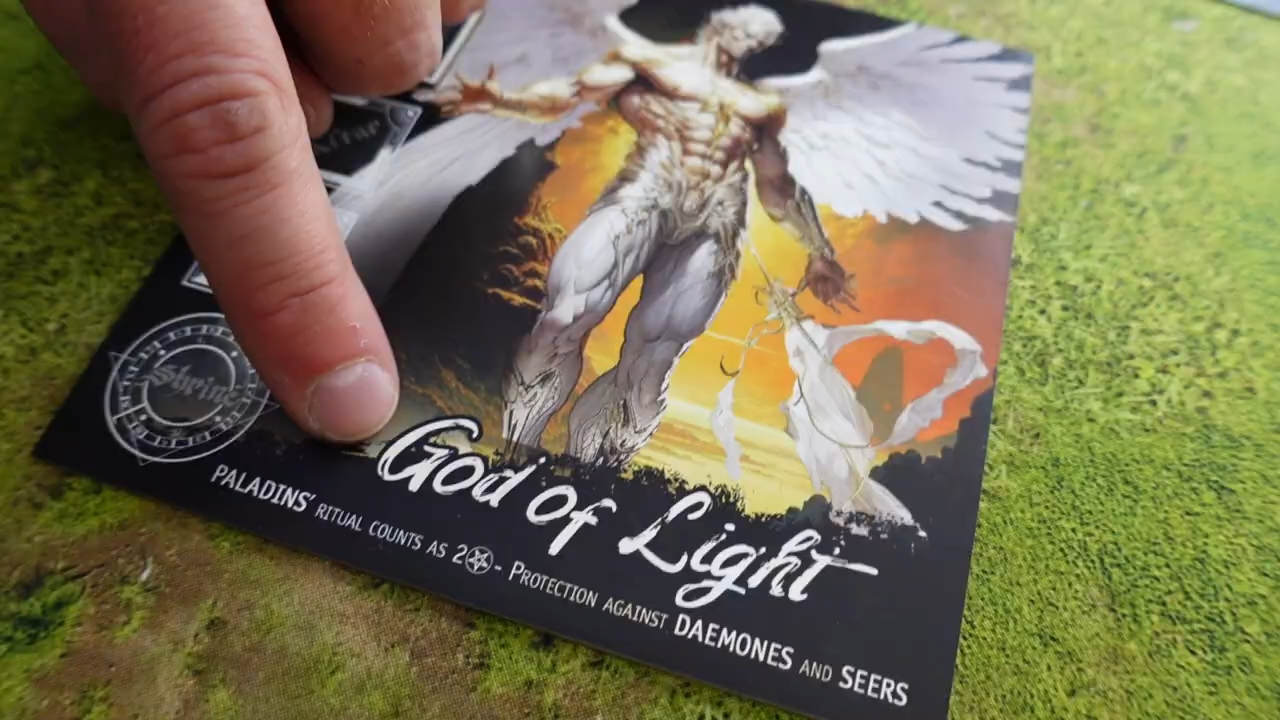 Shrine
God of Light
PALADINS' RITUAL COUNTS AS 2 - PROTECTION AGAINST DAEMONES AND SEERS